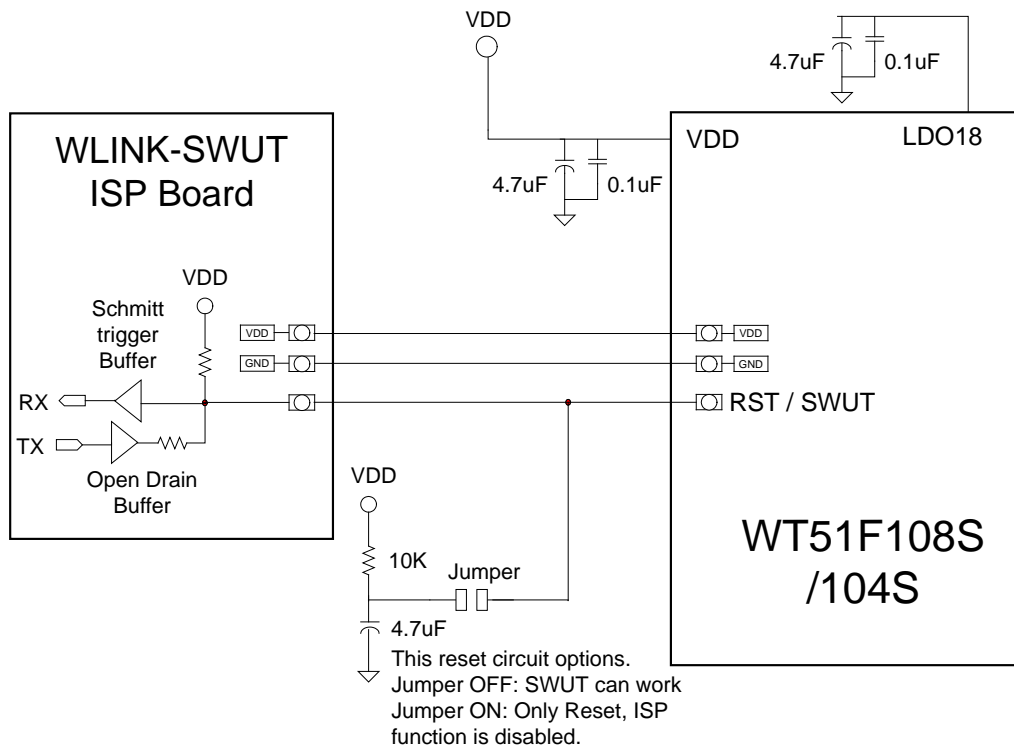 VDD
4.7uF
0.1uF
4.7uF
0.1uF
VDD
LDO18
WLINK-SWUT
ISP Board
VDD
Schmitt
trigger
Buffer
VDD
GND
RX
TX
Open Drain
Buffer
VDD
GND
RST / SWUT
VDD
10K
Jumper
4.7uF
This reset circuit options.
Jumper OFF: SWUT can work
Jumper ON: Only Reset, ISP
function is disabled.
WT51F108S
/104S